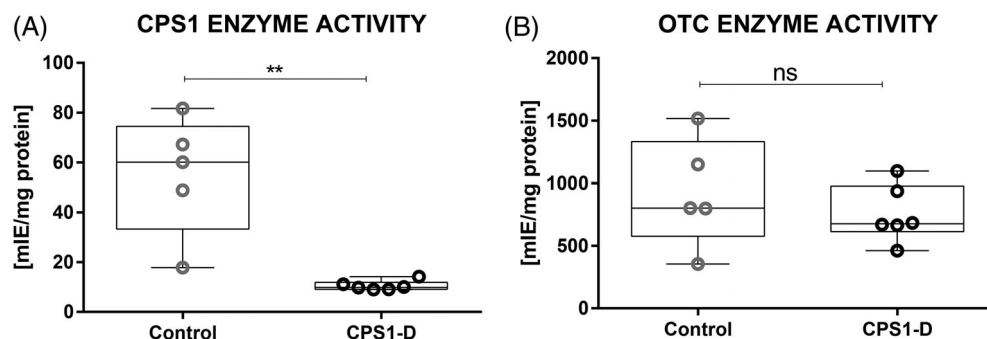 (A) CPS1 ENZYME ACTIVITY
[mIE/mg protein]
100
80
60
40
20
0
**
Control CPS1-D
(B) OTC ENZYME ACTIVITY
[mIE/mg protein]
2000
1500
1000
500
0
ns
Control CPS1-D